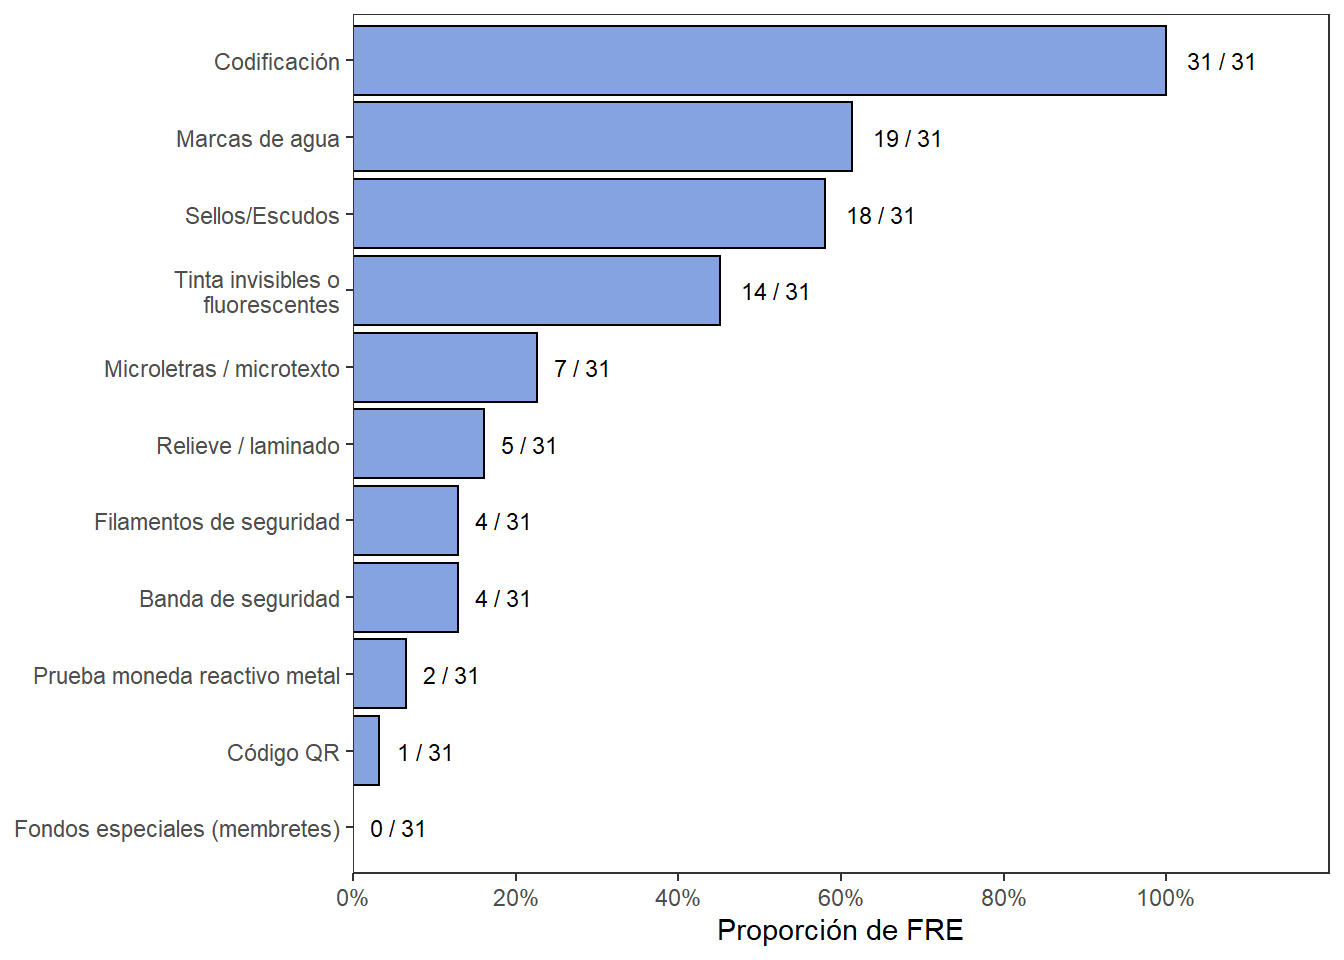 Codificación
31 / 31
Marcas de agua
19 / 31
Sellos/Escudos
18 / 31
Tinta invisibles o
fluorescentes
14 / 31
Microletras / microtexto
7 / 31
Relieve / laminado
5 / 31
Filamentos de seguridad
4 / 31
Banda de seguridad
4 / 31
Prueba moneda reactivo metal
2 / 31
Código QR
1 / 31
Fondos especiales (membretes)
0 / 31
0% 20% 40% 60% 80% 100%
Proporción de FRE